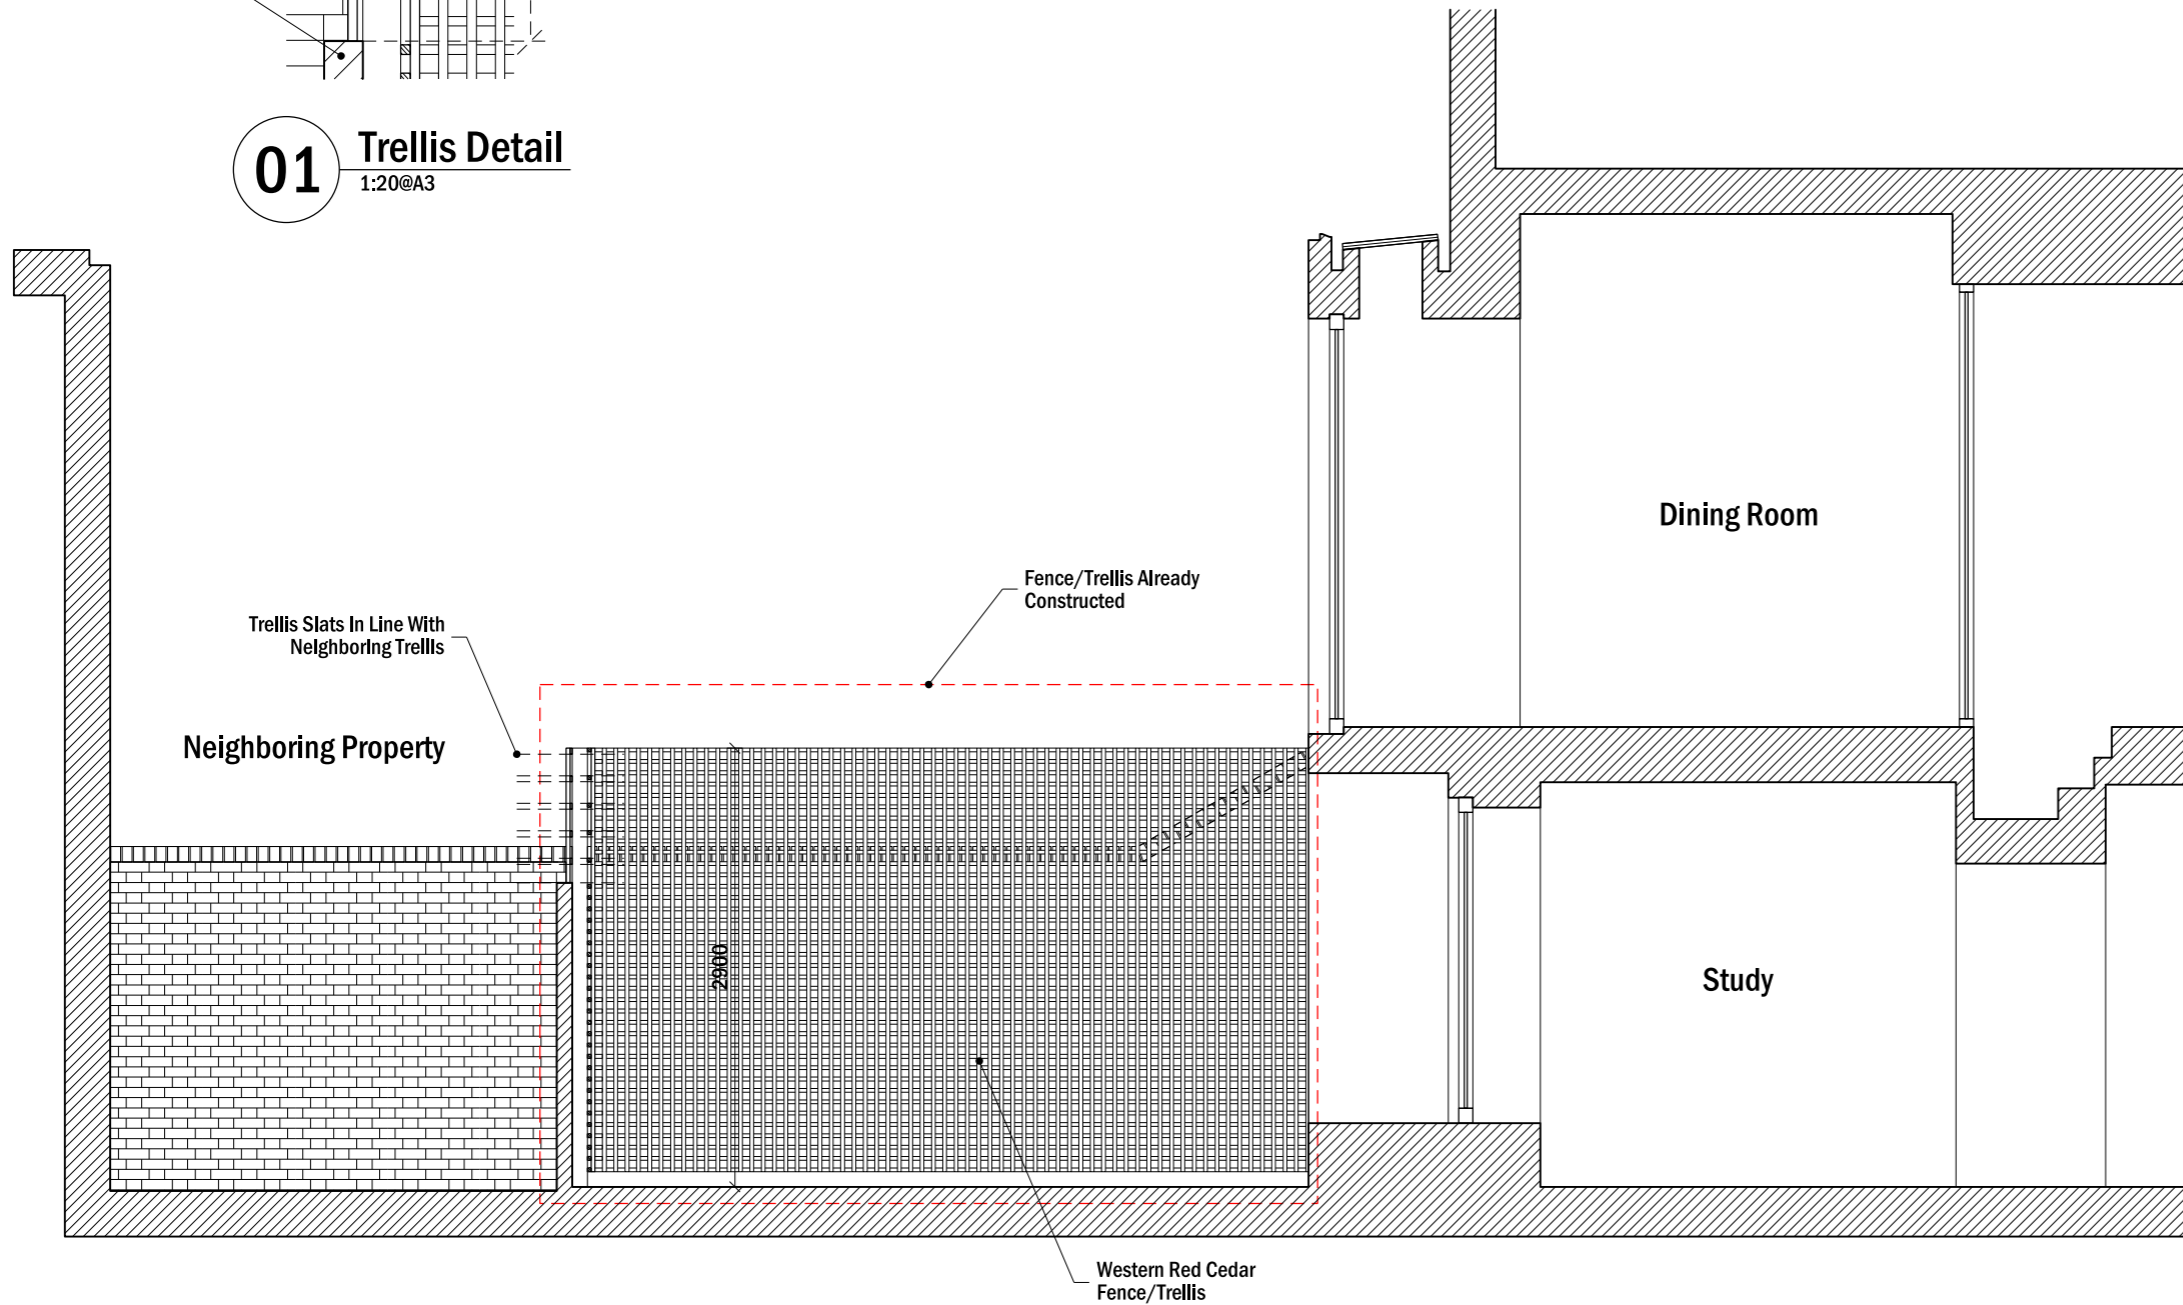 01
Trellis Detail
1:20@A3
Dining Room
Fence/Trellis Already
Constructed
Trellis Slats In Line With
Neighboring Trellis
Neighboring Property
2900
Study
Western Red Cedar
Fence/Trellis